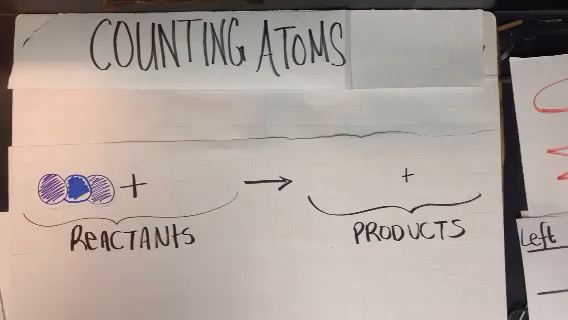 COUNTING ATOMS
+ → +
REACTANTS
PRODUCTS
Left